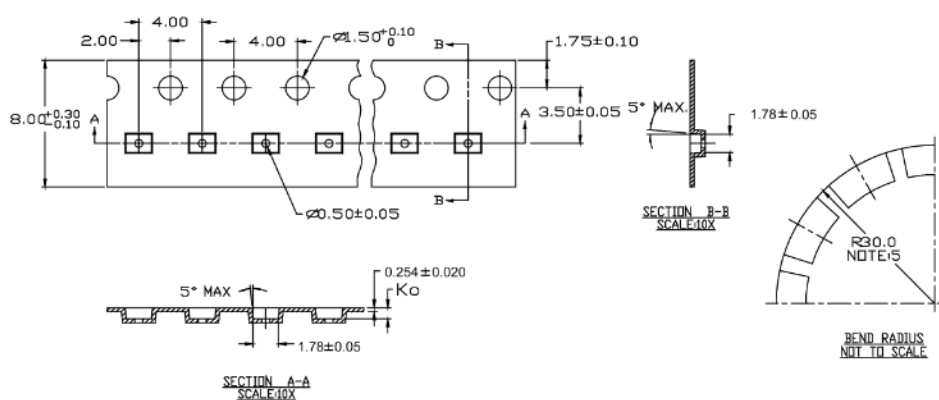 4.00
2.00
4.00
Ø1.50 +0.10 0
B
1.75±0.10
8.00 +0.30 -0.10
A
A
3.50±0.05
5° MAX.
1.78±0.05
B
Ø0.50±0.05
SECTION B-B
SCALE:10X
R30.0
NOTE:5
0.254±0.020
5° MAX
Ko
1.78±0.05
BEND RADIUS
NOT TO SCALE
SECTION A-A
SCALE:10X